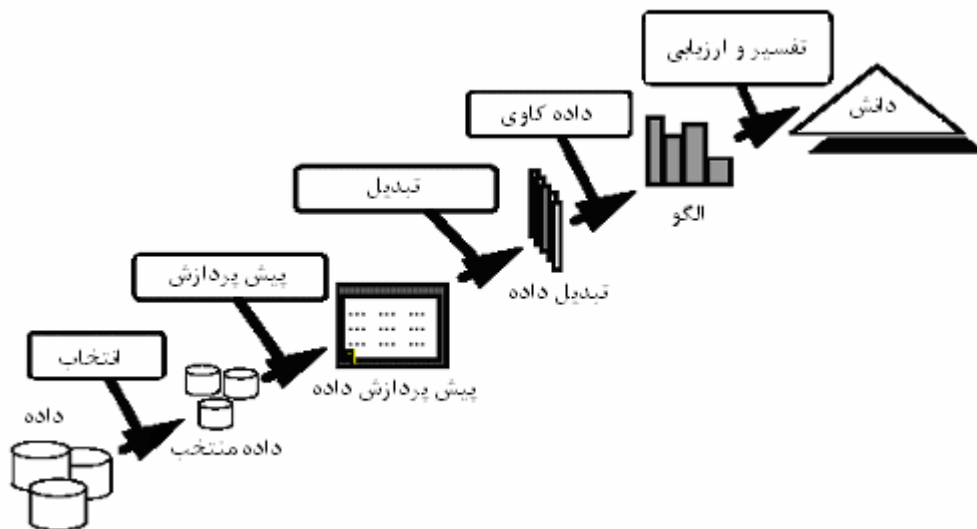 تفسیر و ارزیابی
دانش
داده کاوی
الگو
تبدیل
تبدیل داده
پیش پردازش
پیش پردازش داده
انتخاب
داده منتخب
داده